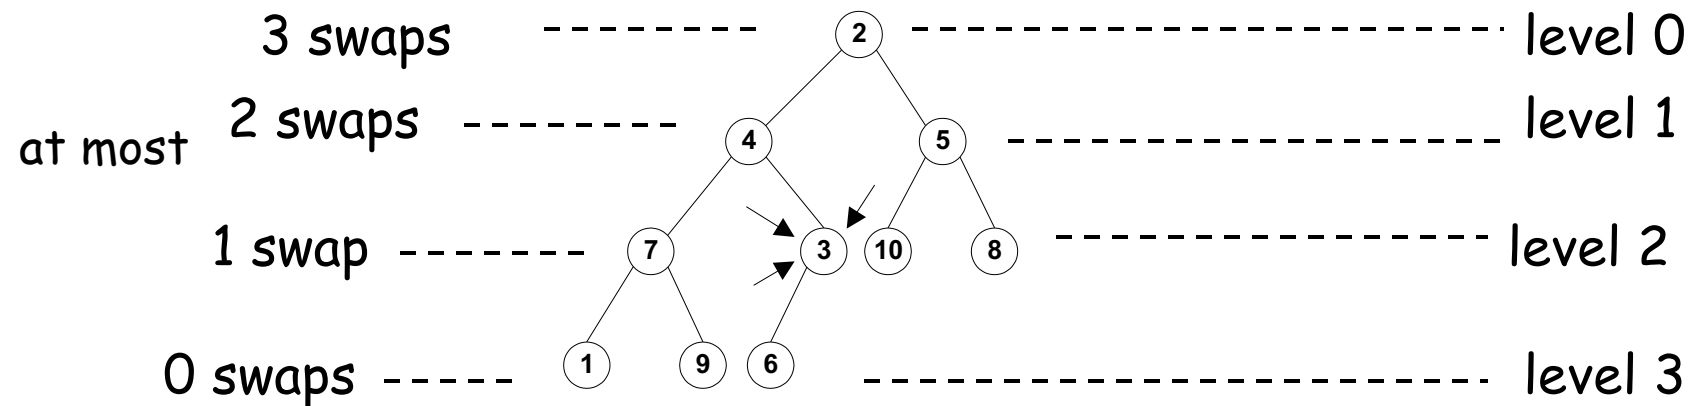 3 swaps 2 level 0
at most 2 swaps 4 5 level 1
1 swap 7 3 10 8 level 2
0 swaps 1 9 6 level 3